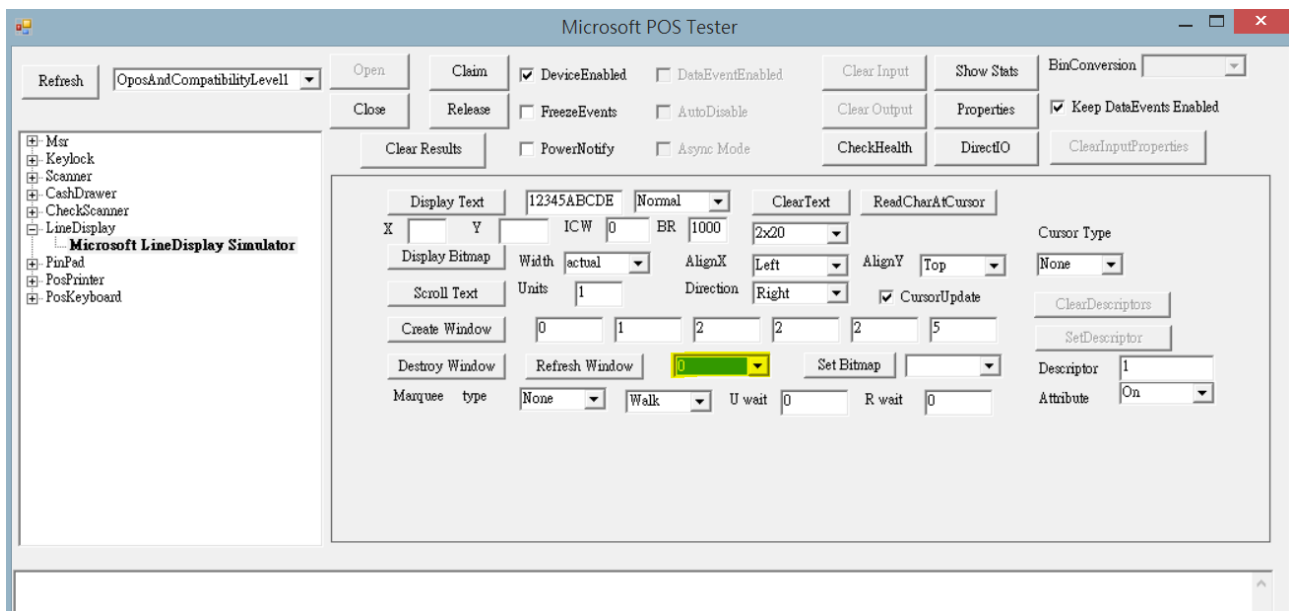 Microsoft POS Tester
Refresh OposAndCompatibilityLevel1 Open Claim DeviceEnabled DataEventEnabled Clear Input Show Stats BinConversion
Close Release FreezeEvents AutoDisable Clear Output Properties Keep DataEvents Enabled
Clear Results PowerNotify Async Mode CheckHealth DirectIO ClearInputProperties
Msr
Keylock
Scanner
CashDrawer
CheckScanner
LineDisplay
Microsoft LineDisplay Simulator
PinPad
PosPrinter
PosKeyboard
Display Text 12345ABCDE Normal ClearText ReadCharAtCursor
X Y ICW 0 BR 1000 2x20 Cursor Type
Display Bitmap Width actual AlignX Left AlignY Top None
Scroll Text Units 1 Direction Right CursorUpdate ClearDescriptors
Create Window 0 1 2 2 2 5 SetDescriptor
Destroy Window Refresh Window 0 Set Bitmap Descriptor 1
Marquee type None Walk U wait 0 R wait 0 Attribute On